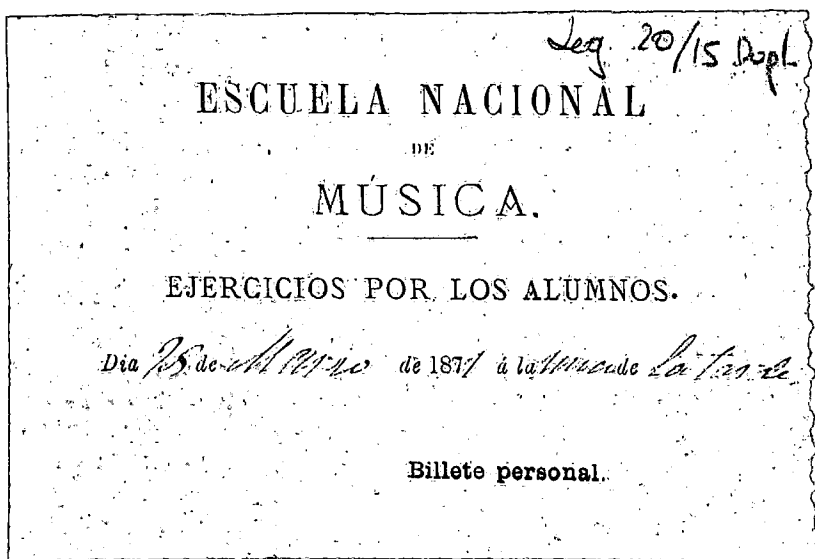 Leg. 20/15 Dupl.
ESCUELA NACIONAL
DE
MÚSICA.
EJERCICIOS POR LOS ALUMNOS.
Dia 25 de Marzo de 1877 á la una de la tarde
Billete personal.